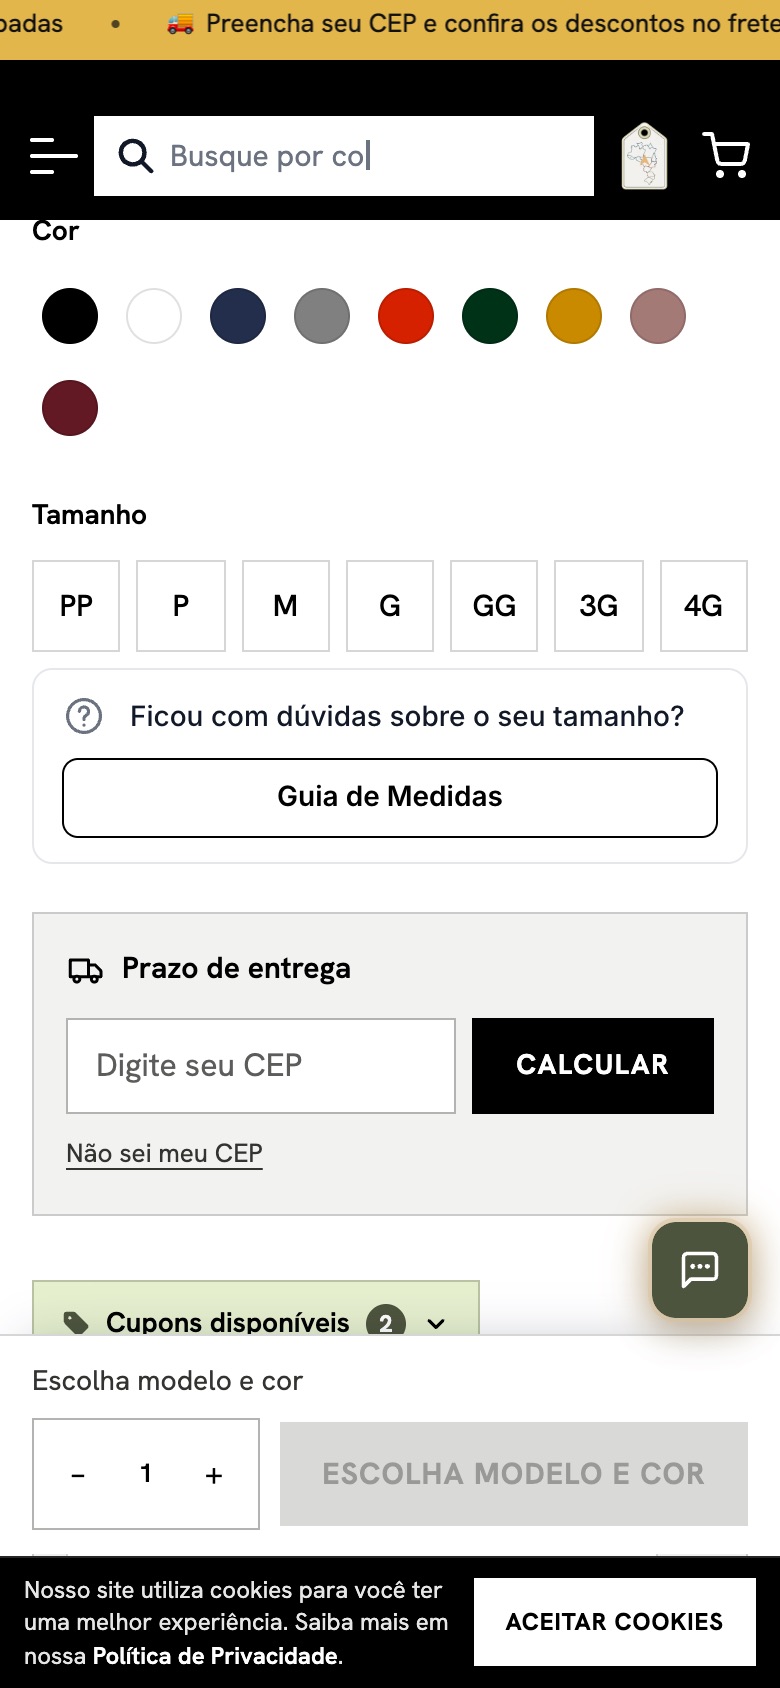 padas • Preencha seu CEP e confira os descontos no frete
Busque por co
Cor
Tamanho
PP P M G GG 3G 4G
Ficou com dúvidas sobre o seu tamanho?
Guia de Medidas
Prazo de entrega
Digite seu CEP CALCULAR
Não sei meu CEP
Cupons disponíveis 2
Escolha modelo e cor
- 1 + ESCOLHA MODELO E COR
Nosso site utiliza cookies para você ter
uma melhor experiência. Saiba mais em
nossa Política de Privacidade.
ACEITAR COOKIES